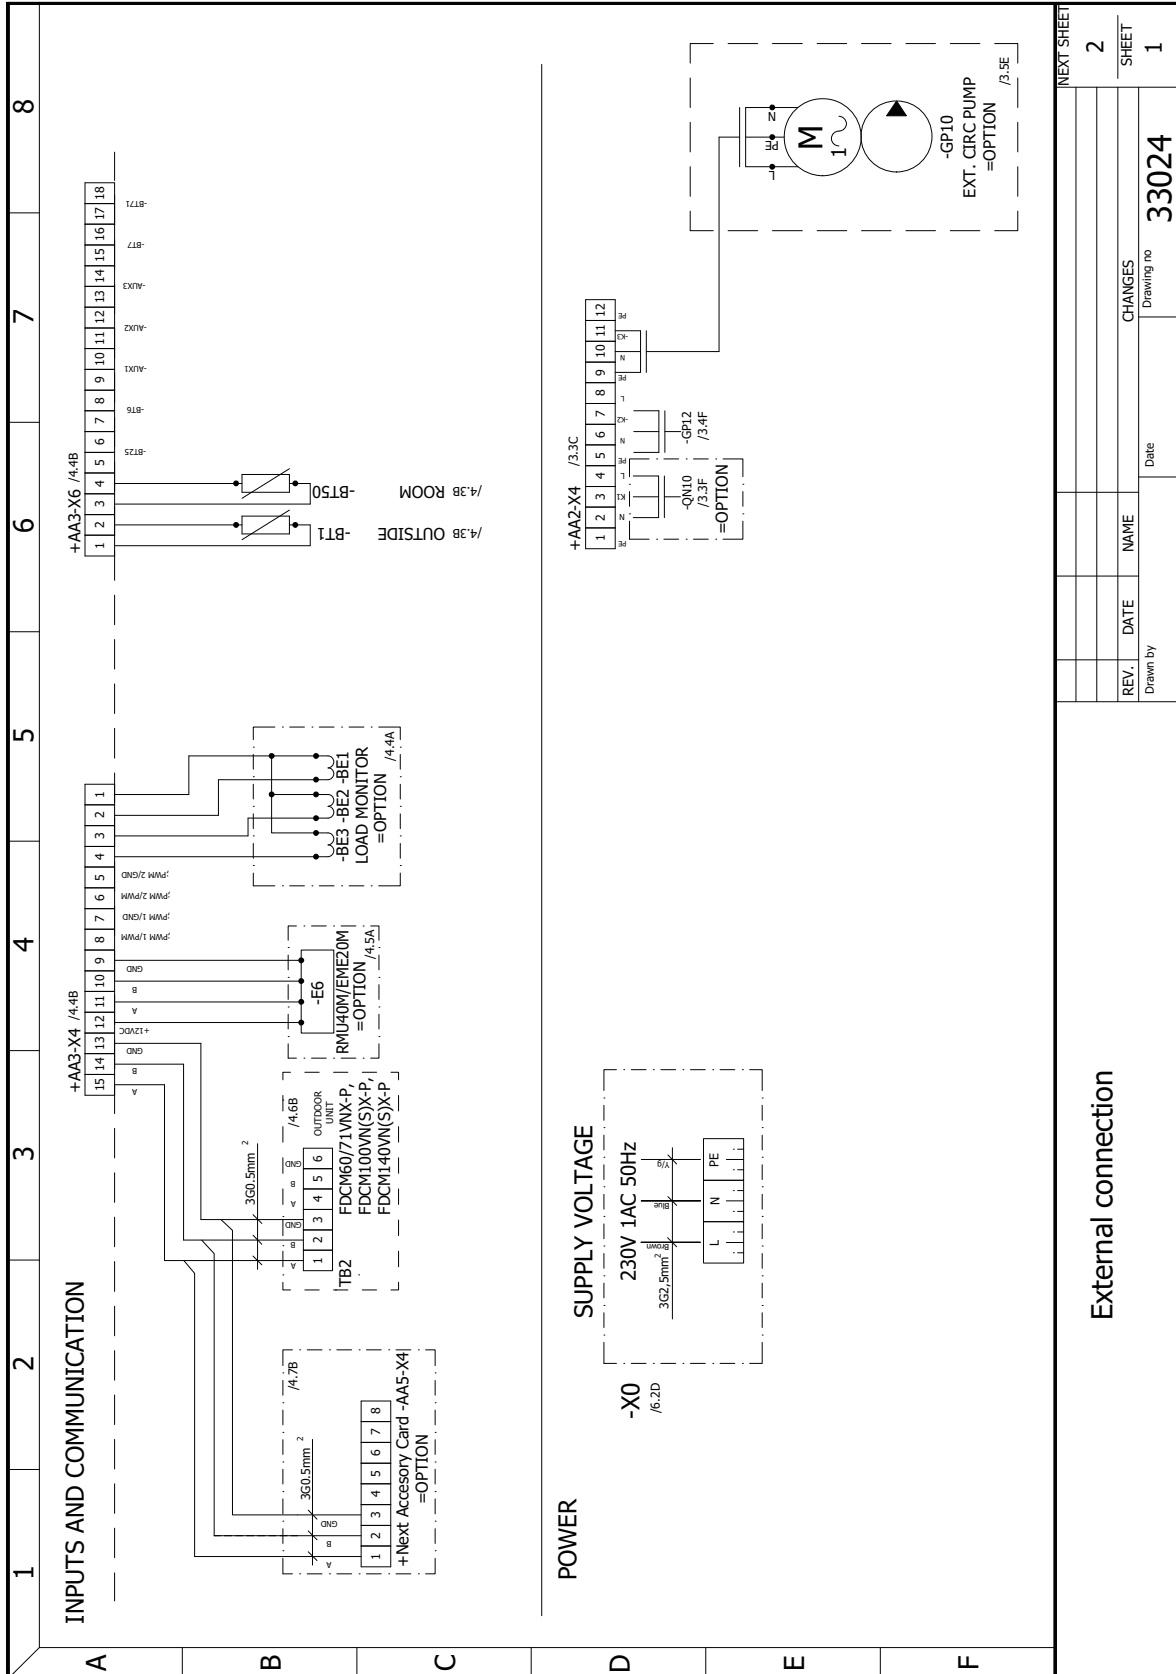 1 2 3 4 5 6 7 8
A
B
C
D
E
F
INPUTS AND COMMUNICATION
+AA3-X4 /4.4B
15 14 13 12 11 10 9 8 7 6 5 4 3 2 1
A
B
GND
+12VDC
A
B
GND
;PWM 1/PWM
;PWM 1/GND
;PWM 2/PWM
;PWM 2/GND
+AA3-X6 /4.4B
1 2 3 4 5 6 7 8 9 10 11 12 13 14 15 16 17 18
-BT25
-BT6
-AUX1
-AUX2
-AUX3
-BT7
-BT71
/4.7B
3G0.5mm 2
A
B
GND
1 2 3 4 5 6 7 8
+Next Accesory Card -AA5-X4
=OPTION
3G0.5mm 2
/4.6B
A
B
GND
A
B
GND
1 2 3 4 5 6
OUTDOOR
UNIT
TB2
FDCM60/71VNX-P,
FDCM100VN(S)X-P,
FDCM140VN(S)X-P
-E6
RMU40M/EME20M
=OPTION
/4.5A
-BE3 -BE2 -BE1
LOAD MONITOR
=OPTION
/4.4A
-BT1
/4.3B OUTSIDE
-BT50
/4.3B ROOM
POWER
-X0
/6.2D
SUPPLY VOLTAGE
230V 1AC 50Hz
Brown
Blue
Y/g
3G2,5mm 2
L N PE
+AA2-X4
/3.3C
1 2 3 4 5 6 7 8 9 10 11 12
PE
N
K1
L
PE
N
-K2
L
PE
N
-K3
PE
-QN10
/3.3F
=OPTION
-GP12
/3.4F
L
PE
N
M
1
-GP10
EXT. CIRC PUMP
=OPTION
/3.5E
External connection
REV. DATE NAME CHANGES
Drawn by
Date
Drawing no
33024
NEXT SHEET
2
SHEET
1